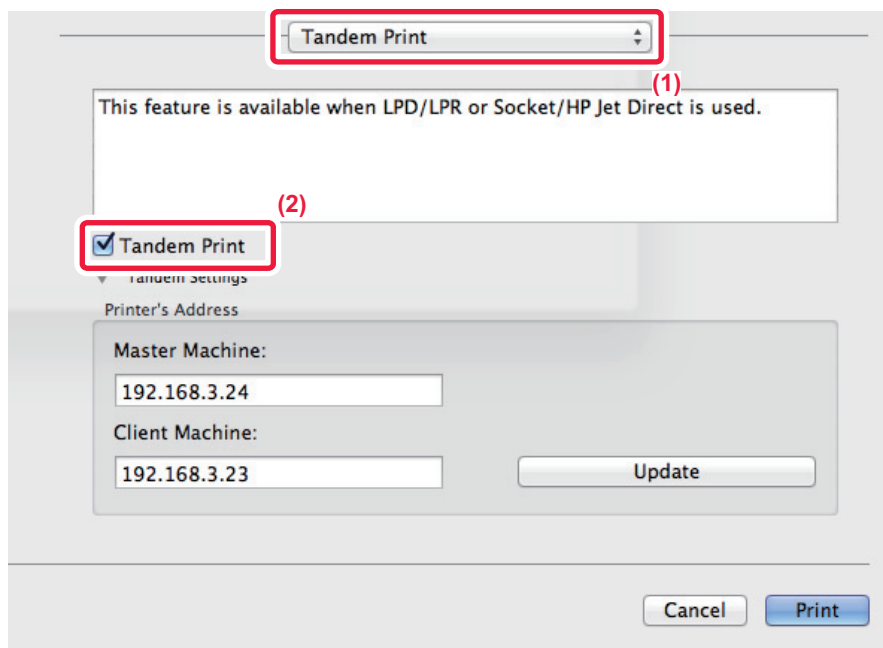 Tandem Print
(1)
This feature is available when LPD/LPR or Socket/HP Jet Direct is used.
(2)
Tandem Print
Tandem Settings
Printer's Address
Master Machine:
192.168.3.24
Client Machine:
192.168.3.23
Update
Cancel
Print